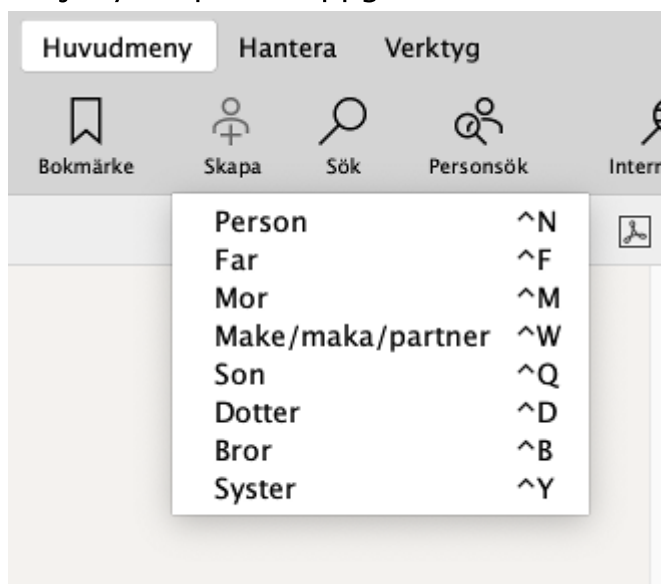 Huvudmeny Hantera Verktyg
Bokmärke Skapa Sök Personsök
Person ^N
Far ^F
Mor ^M
Make/maka/partner ^W
Son ^Q
Dotter ^D
Bror ^B
Syster ^Y